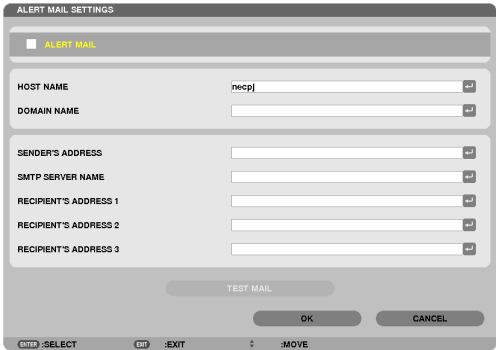 ALERT MAIL SETTINGS
ALERT MAIL
HOST NAME necpj
DOMAIN NAME
SENDER'S ADDRESS
SMTP SERVER NAME
RECIPIENT'S ADDRESS 1
RECIPIENT'S ADDRESS 2
RECIPIENT'S ADDRESS 3
TEST MAIL
OK CANCEL
ENTER :SELECT EXIT :EXIT :MOVE